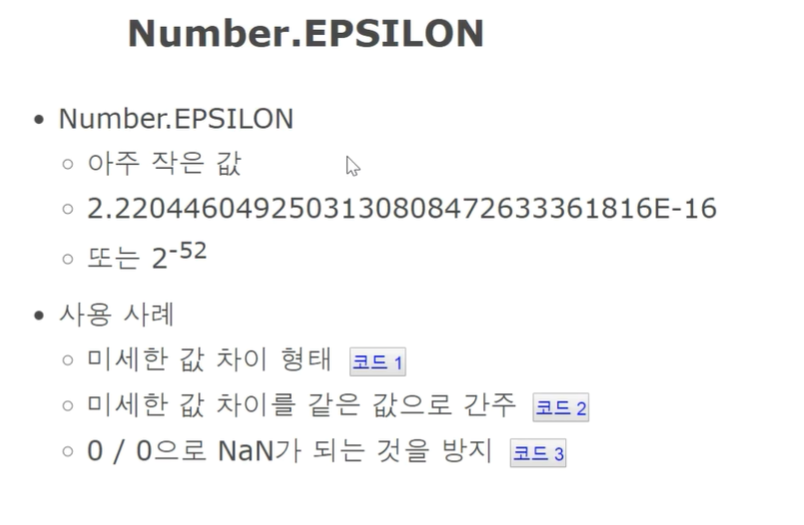 Number.EPSILON
Number.EPSILON
아주 작은 값
2.2204460492503130808472633361816E-16
또는 2⁻⁵²
사용 사례
미세한 값 차이 형태 코드 1
미세한 값 차이를 같은 값으로 간주 코드 2
0 / 0으로 NaN가 되는 것을 방지 코드 3